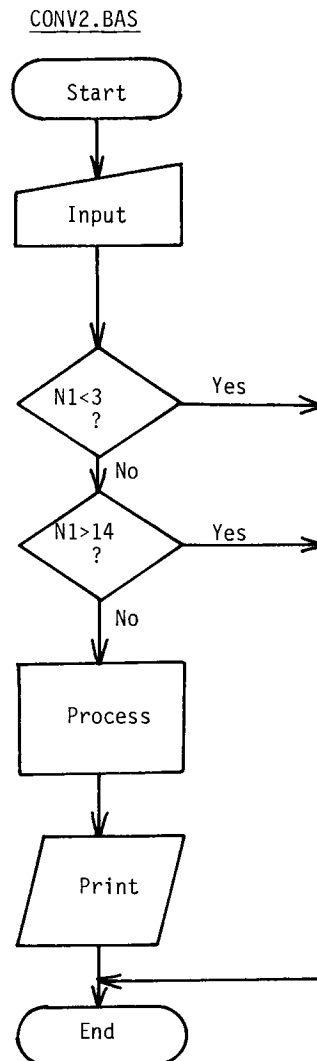 CONV2.BAS
Start
Input
N1<3
?
Yes
No
N1>14
?
Yes
No
Process
Print
End